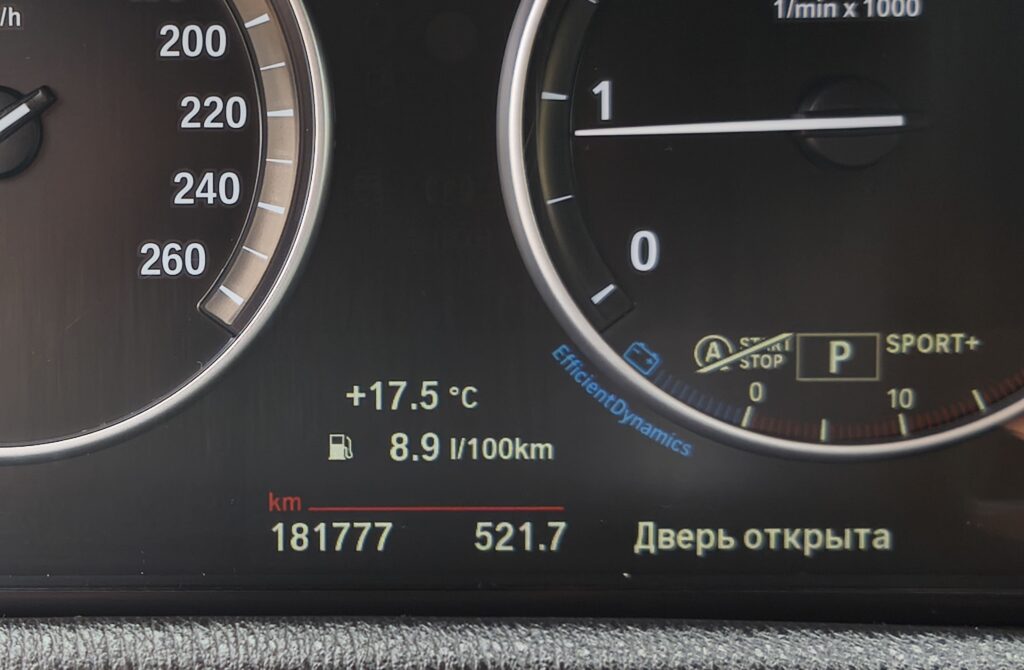 /h
1/min x 1000
200
220
240
260
1
0
A START STOP
P
SPORT+
0
10
EfficientDynamics
+17.5 °C
8.9 l/100km
km
181777 521.7 Дверь открыта